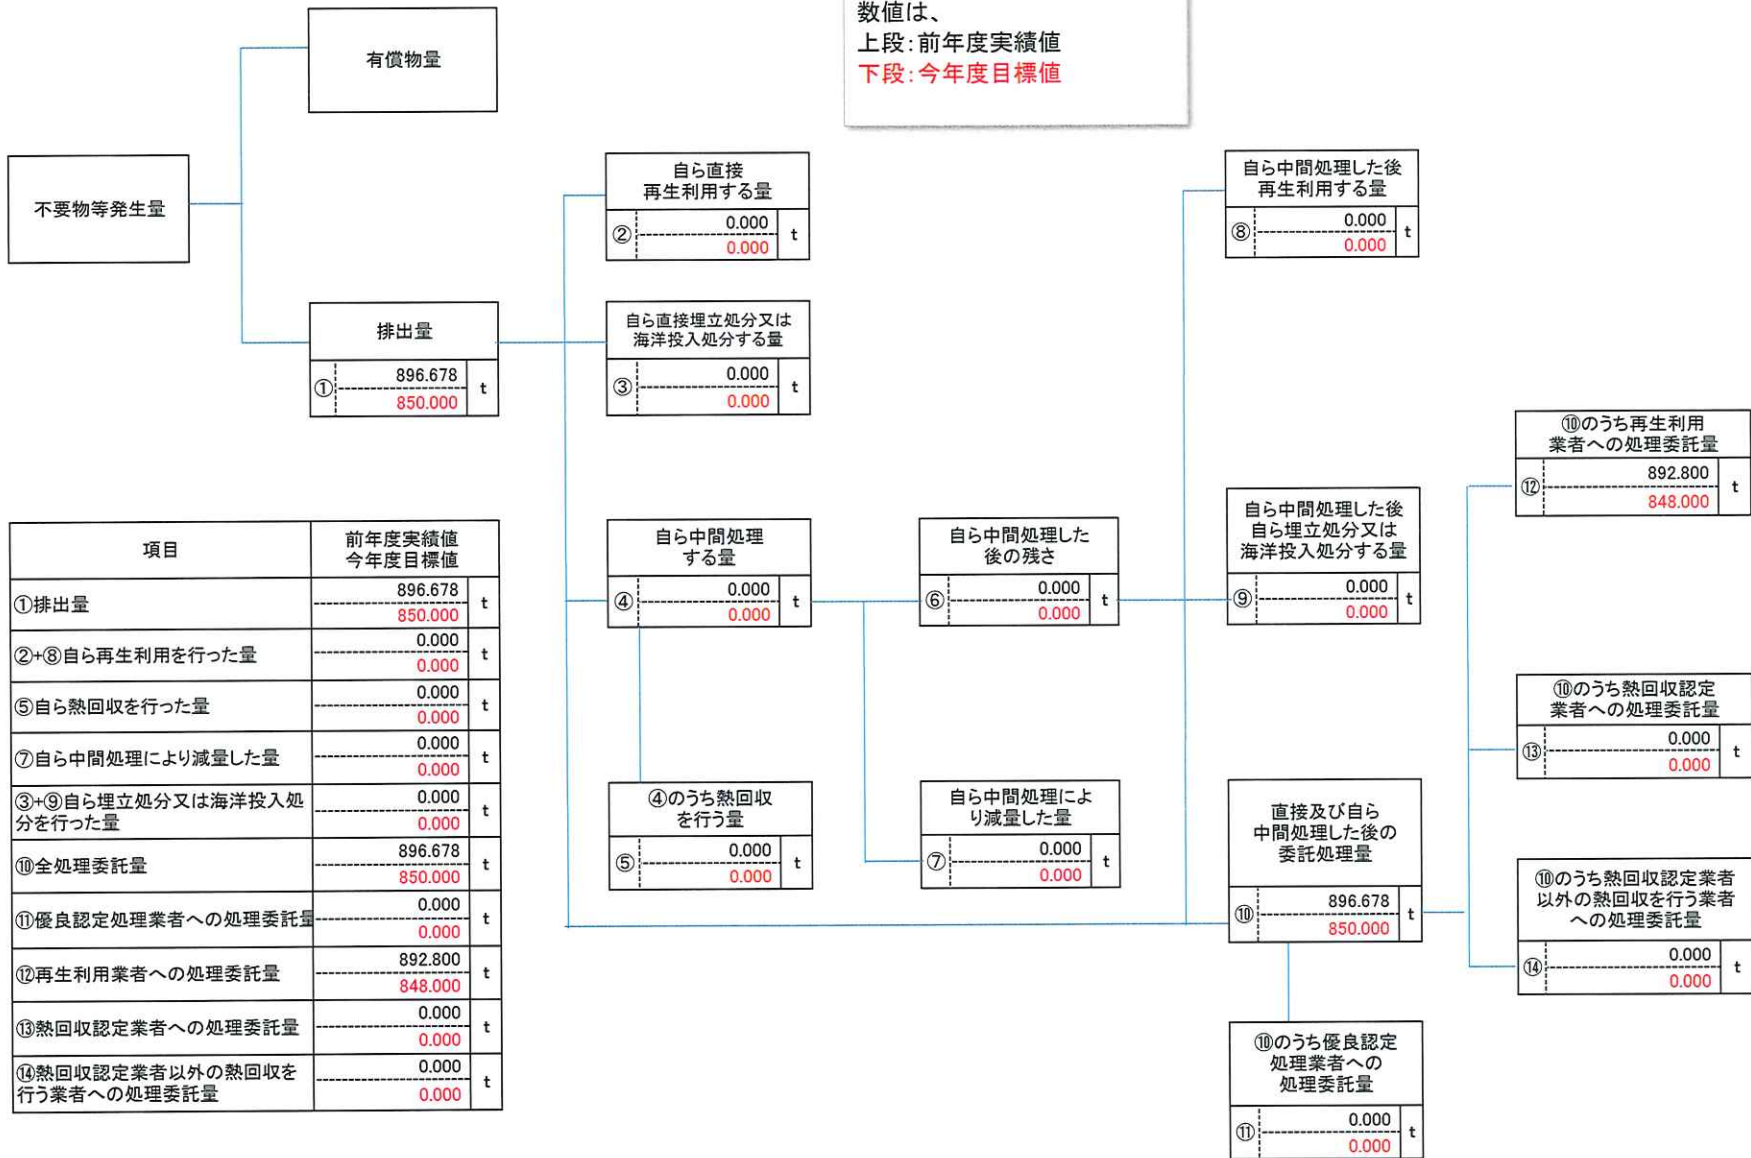 数値は、
上段：前年度実績値
下段：今年度目標値
有償物量
不要物等発生量
排出量
①
896.678
850.000
t
自ら直接
再生利用する量
②
0.000
0.000
t
自ら直接埋立処分又は
海洋投入処分する量
③
0.000
0.000
t
自ら中間処理
する量
④
0.000
0.000
t
④のうち熱回収
を行う量
⑤
0.000
0.000
t
自ら中間処理した
後の残さ
⑥
0.000
0.000
t
自ら中間処理によ
り減量した量
⑦
0.000
0.000
t
自ら中間処理した後
再生利用する量
⑧
0.000
0.000
t
自ら中間処理した後
自ら埋立処分又は
海洋投入処分する量
⑨
0.000
0.000
t
直接及び自ら
中間処理した後の
委託処理量
⑩
896.678
850.000
t
⑩のうち優良認定
処理業者への
処理委託量
⑪
0.000
0.000
t
⑩のうち再生利用
業者への処理委託量
⑫
892.800
848.000
t
⑩のうち熱回収認定
業者への処理委託量
⑬
0.000
0.000
t
⑩のうち熱回収認定業者
以外の熱回収を行う業者
への処理委託量
⑭
0.000
0.000
t
項目
前年度実績値
今年度目標値
①排出量
896.678
850.000
t
②+⑧自ら再生利用を行った量
0.000
0.000
t
⑤自ら熱回収を行った量
0.000
0.000
t
⑦自ら中間処理により減量した量
0.000
0.000
t
③+⑨自ら埋立処分又は海洋投入処
分を行った量
0.000
0.000
t
⑩全処理委託量
896.678
850.000
t
⑪優良認定処理業者への処理委託量
0.000
0.000
t
⑫再生利用業者への処理委託量
892.800
848.000
t
⑬熱回収認定業者への処理委託量
0.000
0.000
t
⑭熱回収認定業者以外の熱回収を
行う業者への処理委託量
0.000
0.000
t